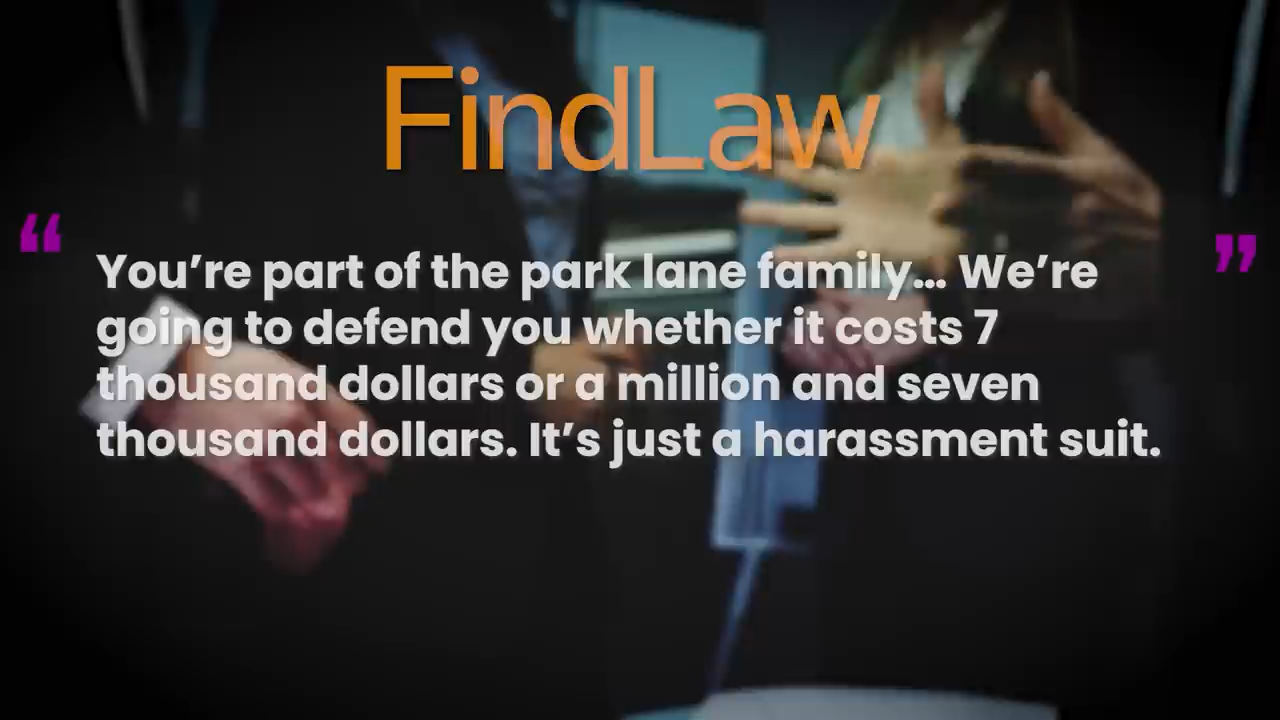 FindLaw
“ You’re part of the park lane family... We’re ”
going to defend you whether it costs 7
thousand dollars or a million and seven
thousand dollars. It’s just a harassment suit.